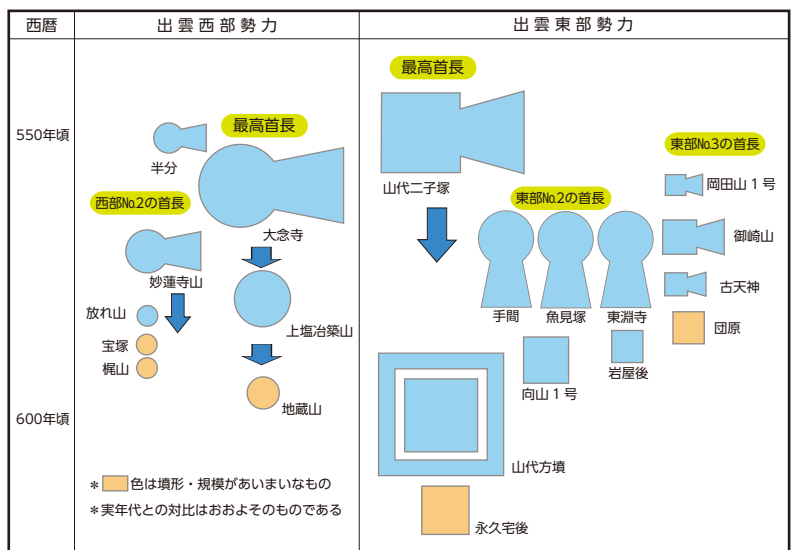 西暦
出雲西部勢力
出雲東部勢力
550年頃
600年頃
半分
最高首長
西部No.2の首長
大念寺
妙蓮寺山
放れ山
宝塚
梶山
上塩冶築山
地蔵山
＊色は墳形・規模があいまいなもの
＊実年代との対比はおおよそのものである
最高首長
山代二子塚
東部No.2の首長
東部No.3の首長
岡田山１号
御崎山
古天神
団原
手間
魚見塚
東淵寺
向山１号
岩屋後
山代方墳
永久宅後